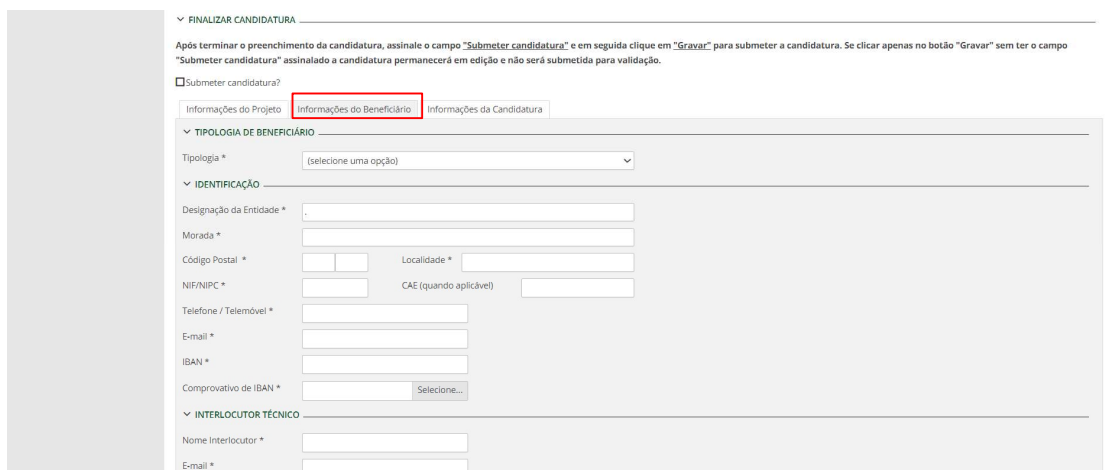 FINALIZAR CANDIDATURA
Após terminar o preenchimento da candidatura, assinale o campo "Submeter candidatura" e em seguida clique em "Gravar" para submeter a candidatura. Se clicar apenas no botão "Gravar" sem ter o campo
"Submeter candidatura" assinalado a candidatura permanecerá em edição e não será submetida para validação.
Submeter candidatura?
Informações do Projeto Informações do Beneficiário Informações da Candidatura
TIPOLOGIA DE BENEFICIÁRIO
Tipologia * (selecione uma opção)
IDENTIFICAÇÃO
Designação da Entidade * .
Morada *
Código Postal * Localidade *
NIF/NIPC * CAE (quando aplicável)
Telefone / Telemóvel *
E-mail *
IBAN *
Comprovativo de IBAN * Selecione...
INTERLOCUTOR TÉCNICO
Nome Interlocutor *
E-mail *